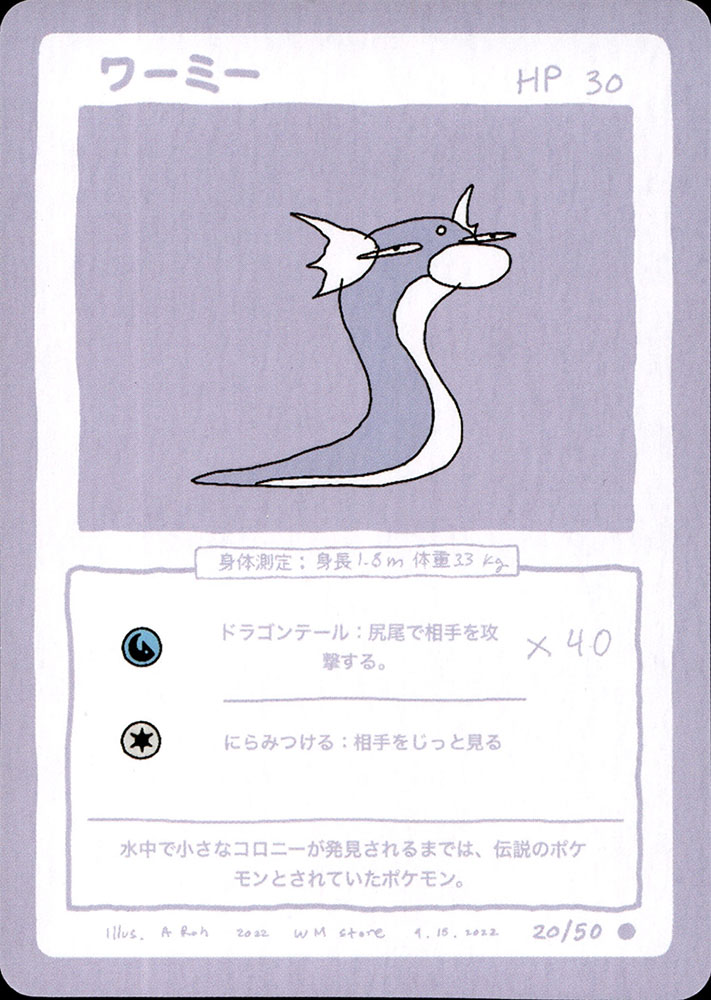 ワーミー
HP 30
身体測定：身長1.8m 体重33 kg
ドラゴンテール：尻尾で相手を攻
撃する。
× 40
にらみつける：相手をじっと見る
水中で小さなコロニーが発見されるまでは、伝説のポケ
モンとされていたポケモン。
Illus. A Roh 2022 WM store 9.15.2022 20/50